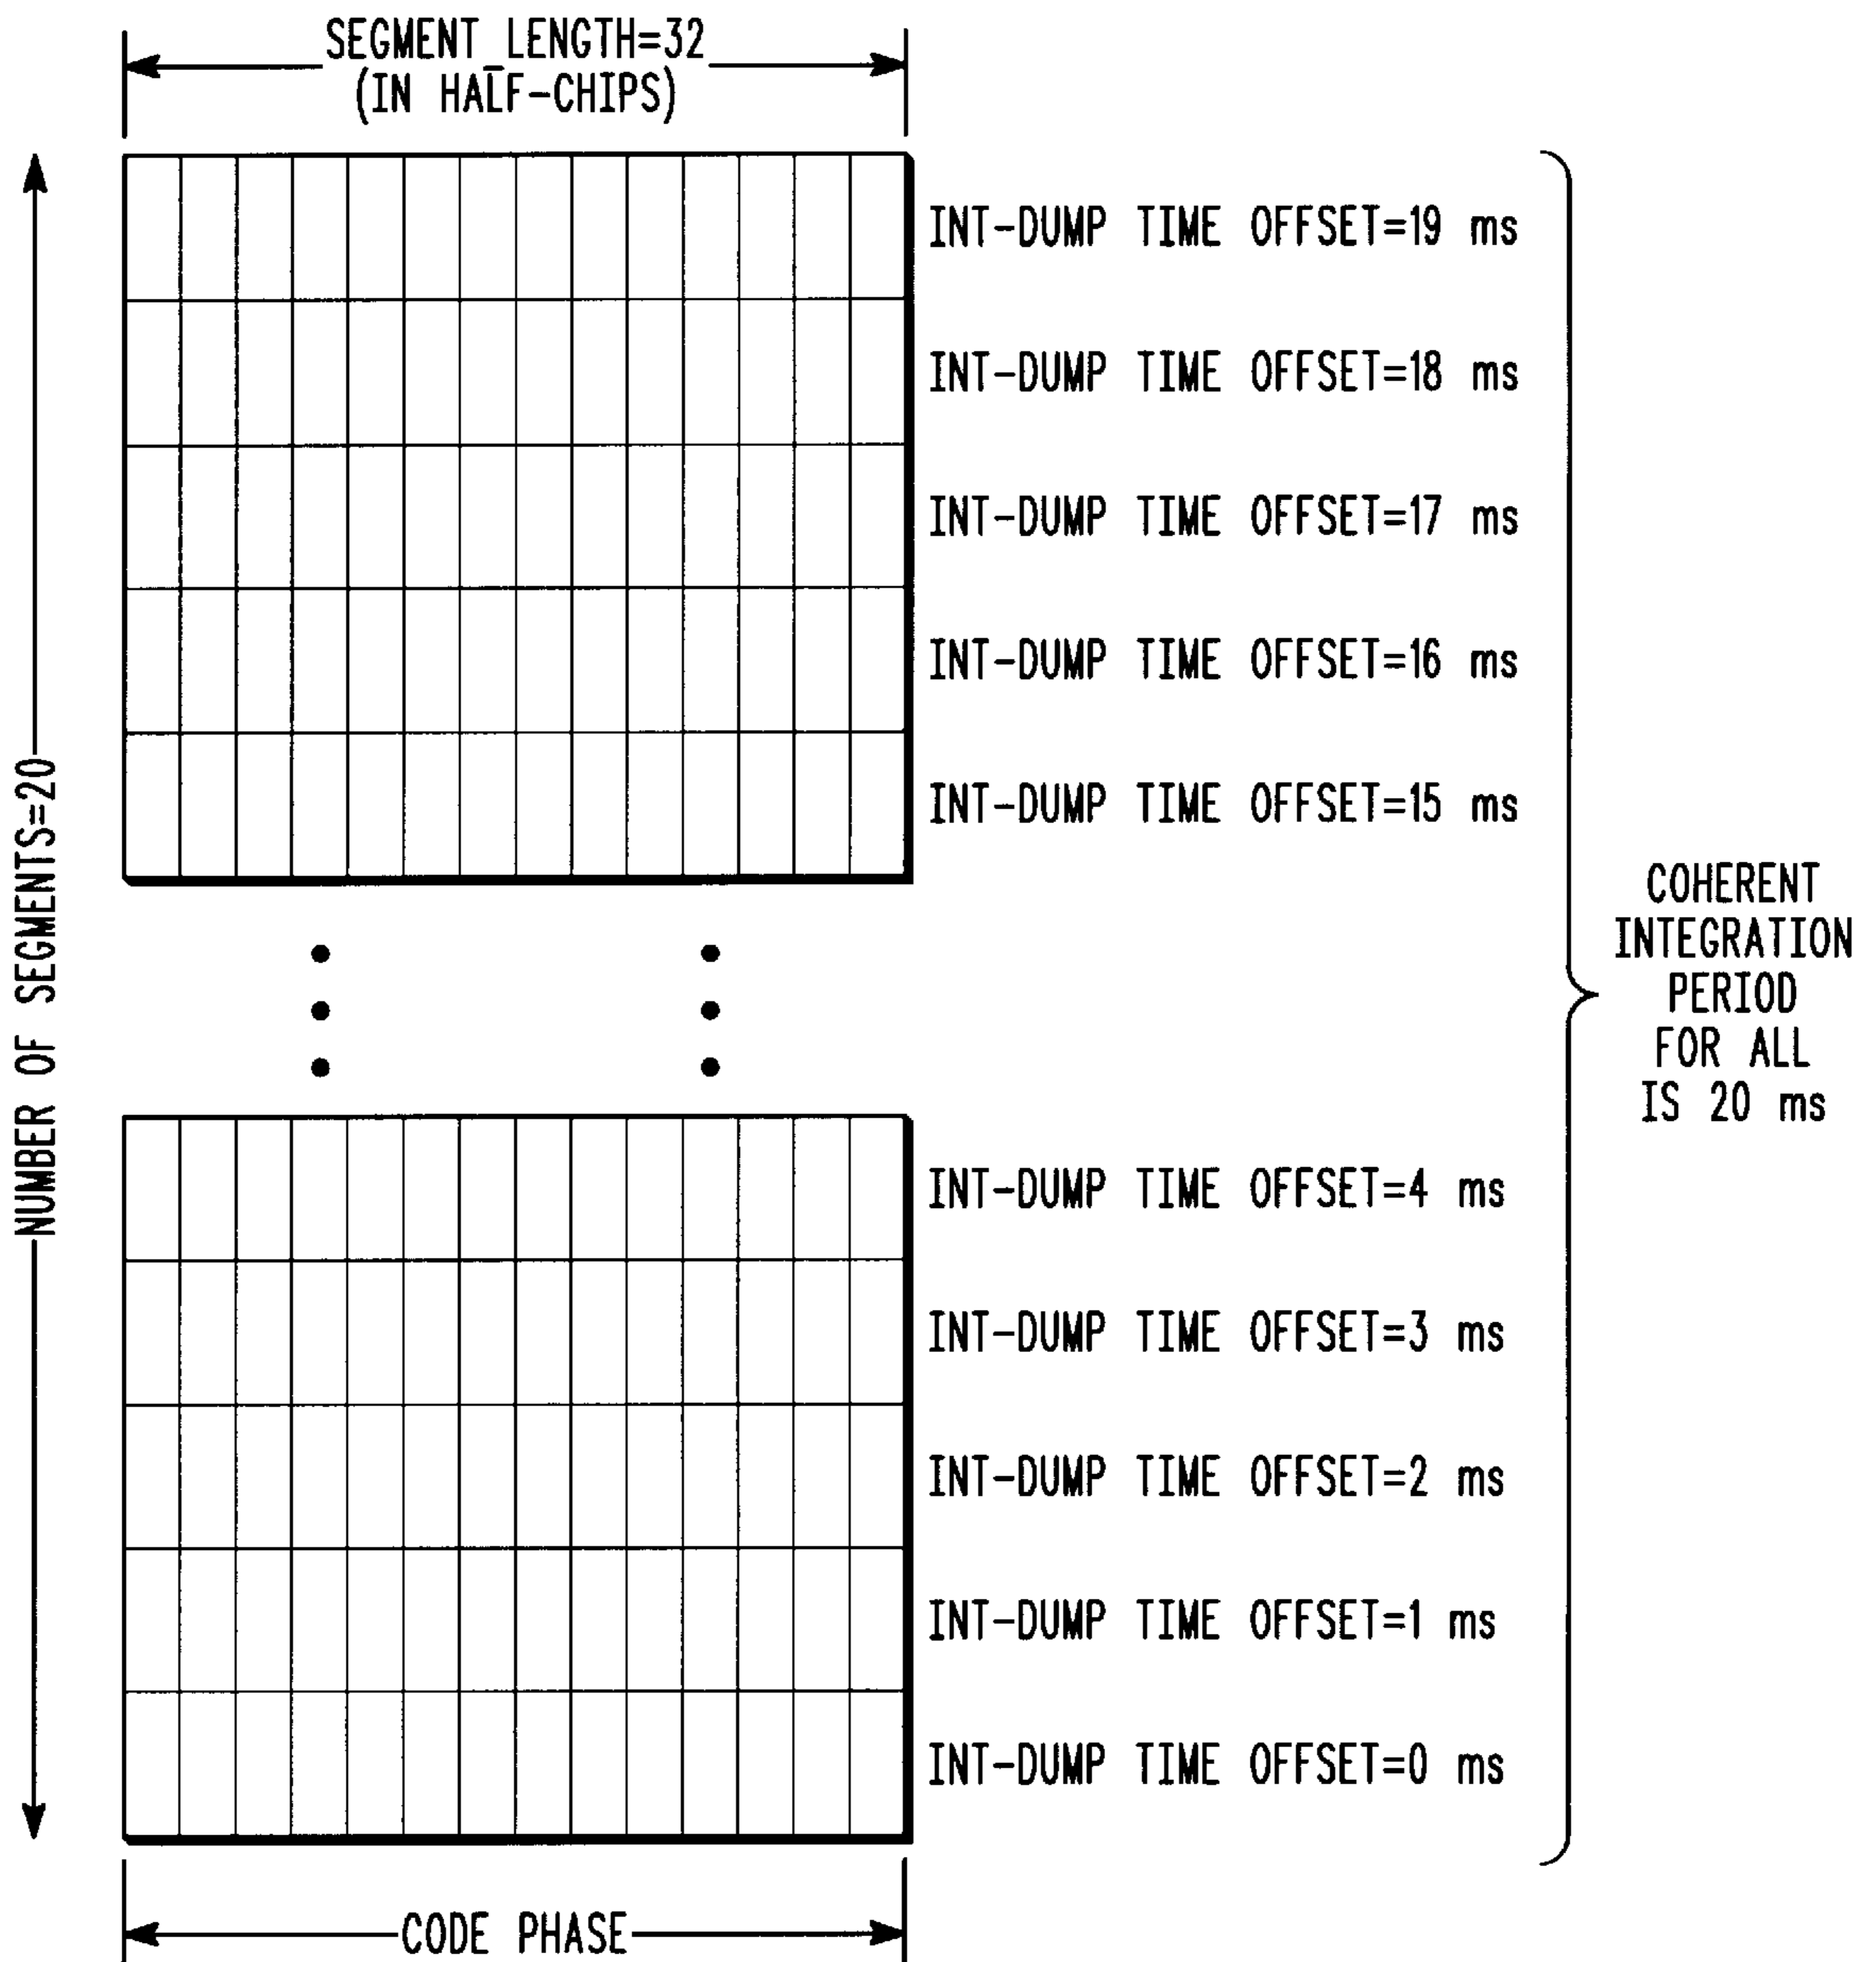 SEGMENT_LENGTH=32
(IN HALF-CHIPS)
INT-DUMP TIME OFFSET=19 ms
INT-DUMP TIME OFFSET=18 ms
INT-DUMP TIME OFFSET=17 ms
INT-DUMP TIME OFFSET=16 ms
INT-DUMP TIME OFFSET=15 ms
NUMBER OF SEGMENTS=20
COHERENT
INTEGRATION
PERIOD
FOR ALL
IS 20 ms
INT-DUMP TIME OFFSET=4 ms
INT-DUMP TIME OFFSET=3 ms
INT-DUMP TIME OFFSET=2 ms
INT-DUMP TIME OFFSET=1 ms
INT-DUMP TIME OFFSET=0 ms
CODE PHASE